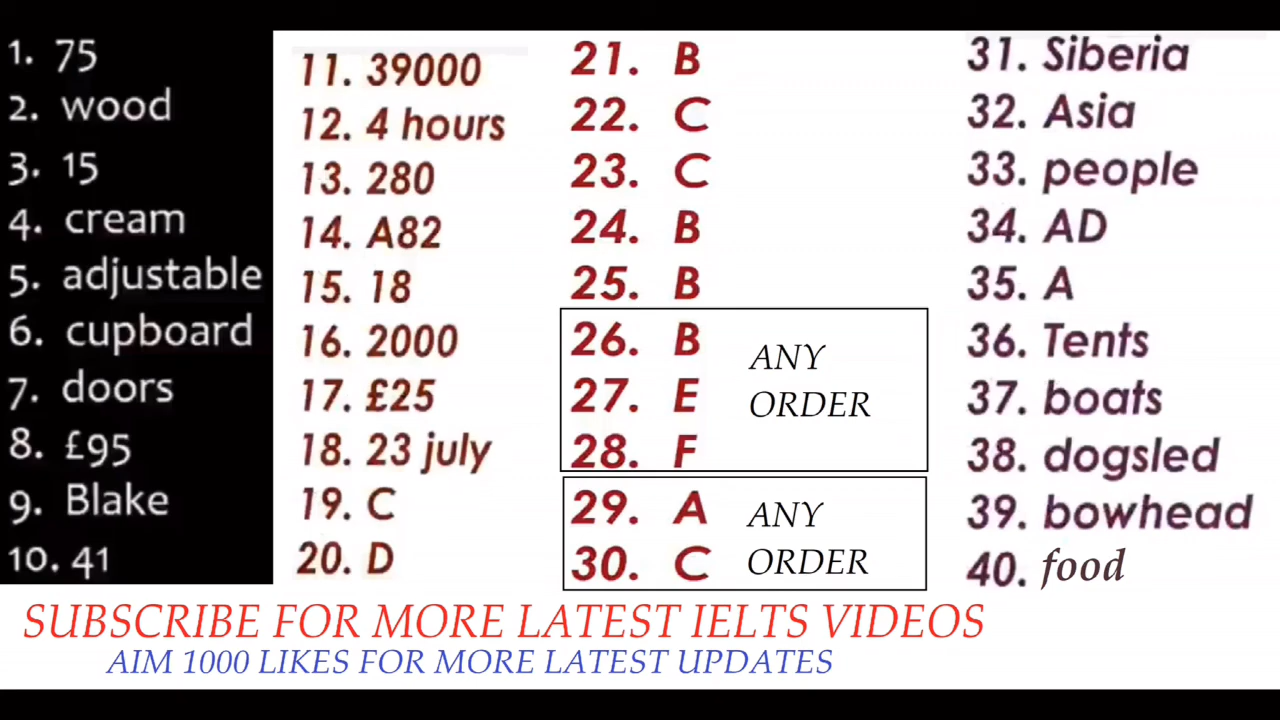 1. 75
2. wood
3. 15
4. cream
5. adjustable
6. cupboard
7. doors
8. £95
9. Blake
10. 41
11. 39000
12. 4 hours
13. 280
14. A82
15. 18
16. 2000
17. £25
18. 23 july
19. C
20. D
21. B
22. C
23. C
24. B
25. B
26. B
27. E
28. F
ANY
ORDER
29. A
30. C
ANY
ORDER
31. Siberia
32. Asia
33. people
34. AD
35. A
36. Tents
37. boats
38. dogsled
39. bowhead
40. food
SUBSCRIBE FOR MORE LATEST IELTS VIDEOS
AIM 1000 LIKES FOR MORE LATEST UPDATES